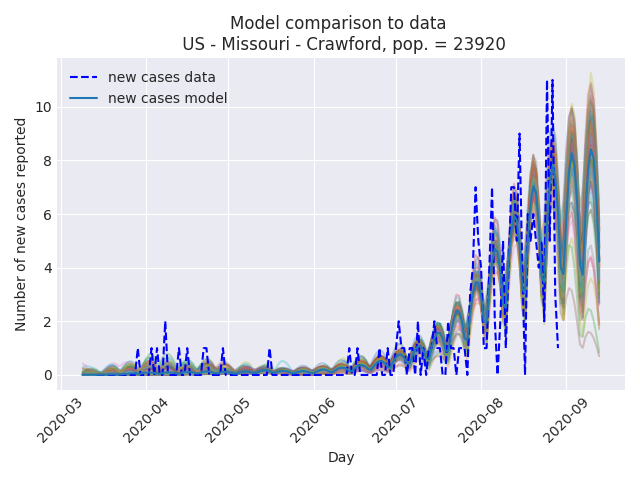 Model comparison to data
US - Missouri - Crawford, pop. = 23920
new cases data
new cases model
Number of new cases reported
10
8
6
4
2
0
2020-03
2020-04
2020-05
2020-06
2020-07
2020-08
2020-09
Day